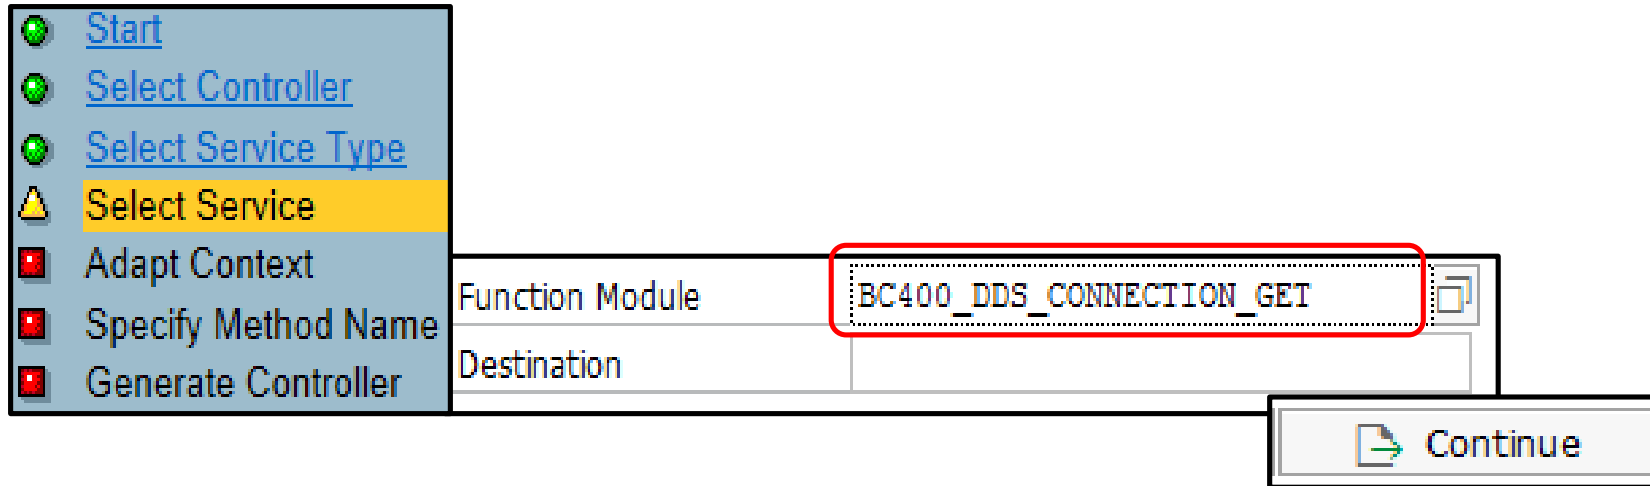 Start
Select Controller
Select Service Type
Select Service
Adapt Context
Specify Method Name
Generate Controller
Function Module BC400_DDS_CONNECTION_GET
Destination
Continue